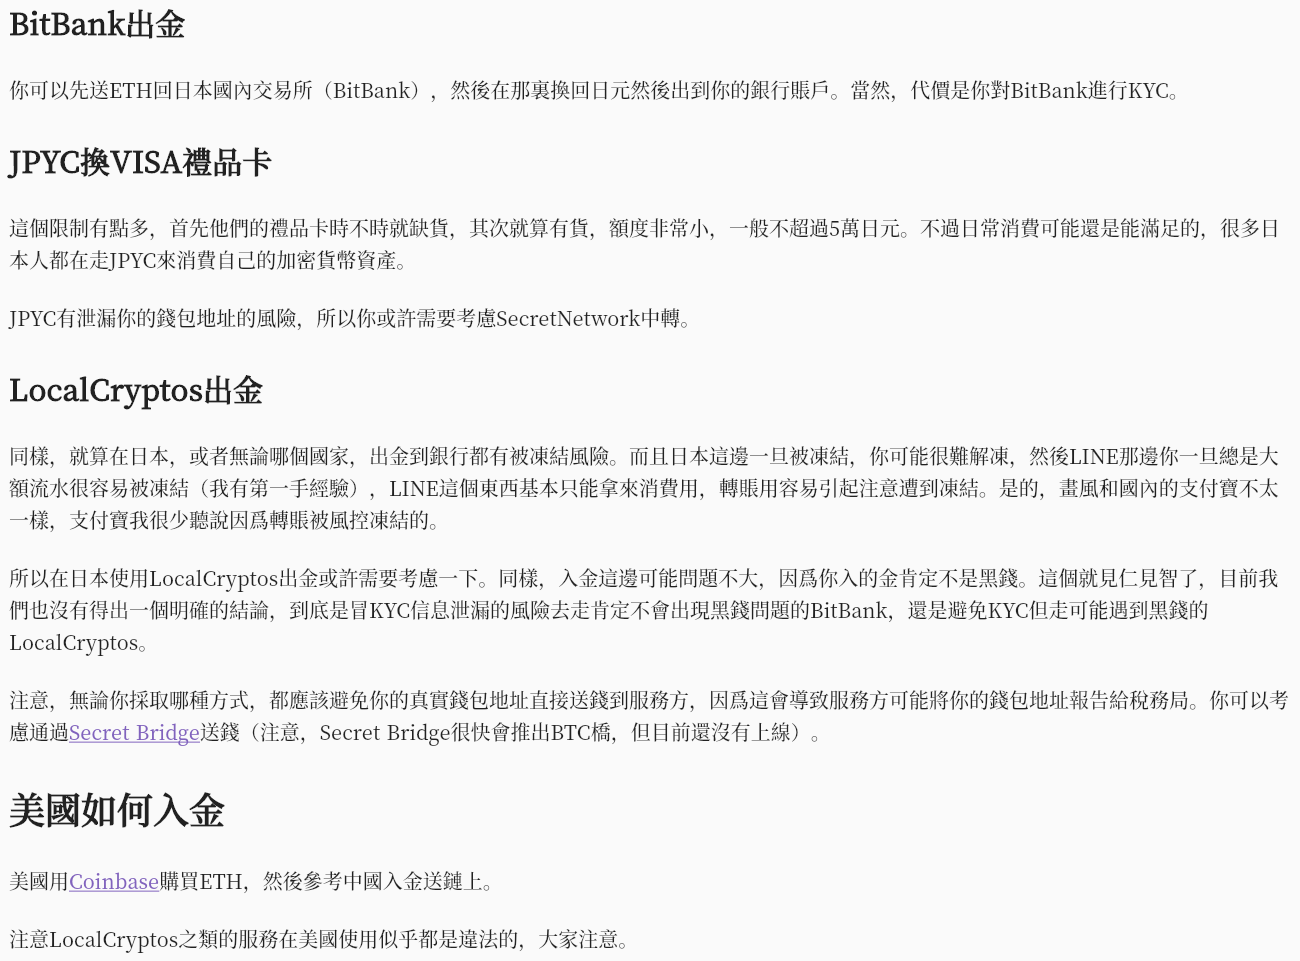 BitBank出金
你可以先送ETH回日本國內交易所（BitBank），然後在那裏換回日元然後出到你的銀行賬戶。當然，代價是你對BitBank進行KYC。
JPYC換VISA禮品卡
這個限制有點多，首先他們的禮品卡時不時就缺貨，其次就算有貨，額度非常小，一般不超過5萬日元。不過日常消費可能還是能滿足的，很多日
本人都在走JPYC來消費自己的加密貨幣資產。
JPYC有泄漏你的錢包地址的風險，所以你或許需要考慮SecretNetwork中轉。
LocalCryptos出金
同樣，就算在日本，或者無論哪個國家，出金到銀行都有被凍結風險。而且日本這邊一旦被凍結，你可能很難解凍，然後LINE那邊你一旦總是大
額流水很容易被凍結（我有第一手經驗），LINE這個東西基本只能拿來消費用，轉賬用容易引起注意遭到凍結。是的，畫風和國內的支付寶不太
一樣，支付寶我很少聽說因爲轉賬被風控凍結的。
所以在日本使用LocalCryptos出金或許需要考慮一下。同樣，入金這邊可能問題不大，因爲你入的金肯定不是黑錢。這個就見仁見智了，目前我
們也沒有得出一個明確的結論，到底是冒KYC信息泄漏的風險去走肯定不會出現黑錢問題的BitBank，還是避免KYC但走可能遇到黑錢的
LocalCryptos。
注意，無論你採取哪種方式，都應該避免你的真實錢包地址直接送錢到服務方，因爲這會導致服務方可能將你的錢包地址報告給稅務局。你可以考
慮通過Secret Bridge送錢（注意，Secret Bridge很快會推出BTC橋，但目前還沒有上線）。
美國如何入金
美國用Coinbase購買ETH，然後參考中國入金送鏈上。
注意LocalCryptos之類的服務在美國使用似乎都是違法的，大家注意。